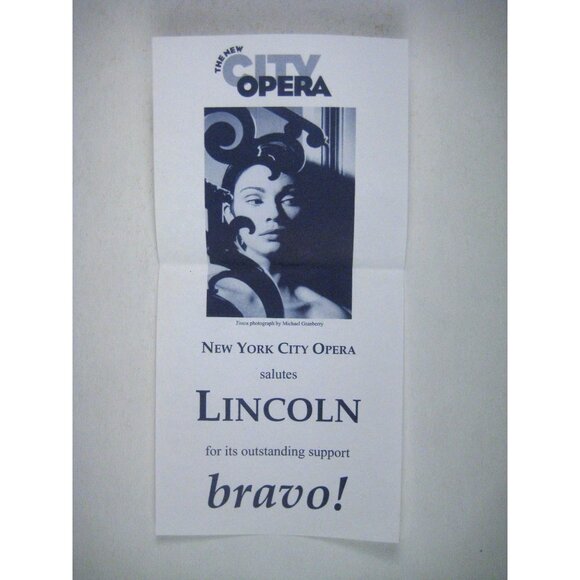 THE NEW
CITY
OPERA
Tosca photograph by Michael Granberry
NEW YORK CITY OPERA
salutes
LINCOLN
for its outstanding support
bravo!